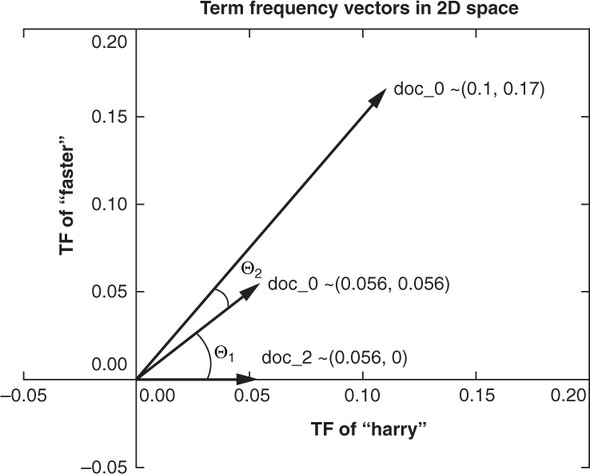 Term frequency vectors in 2D space
0.20
doc_0 ~(0.1, 0.17)
0.15
TF of “faster”
0.10
Θ2
0.05
doc_0 ~(0.056, 0.056)
Θ1
doc_2 ~(0.056, 0)
0.00
–0.05 0.00 0.05 0.10 0.15 0.20
TF of “harry”
–0.05